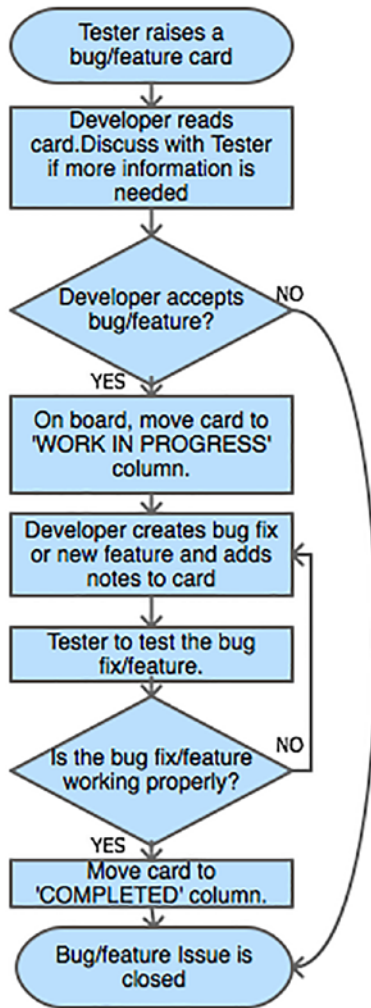 Tester raises a
bug/feature card
Developer reads
card.Discuss with Tester
if more information is
needed
Developer accepts
bug/feature?
NO
YES
On board, move card to
'WORK IN PROGRESS'
column.
Developer creates bug fix
or new feature and adds
notes to card
Tester to test the bug
fix/feature.
Is the bug fix/feature
working properly?
NO
YES
Move card to
'COMPLETED' column.
Bug/feature Issue is
closed